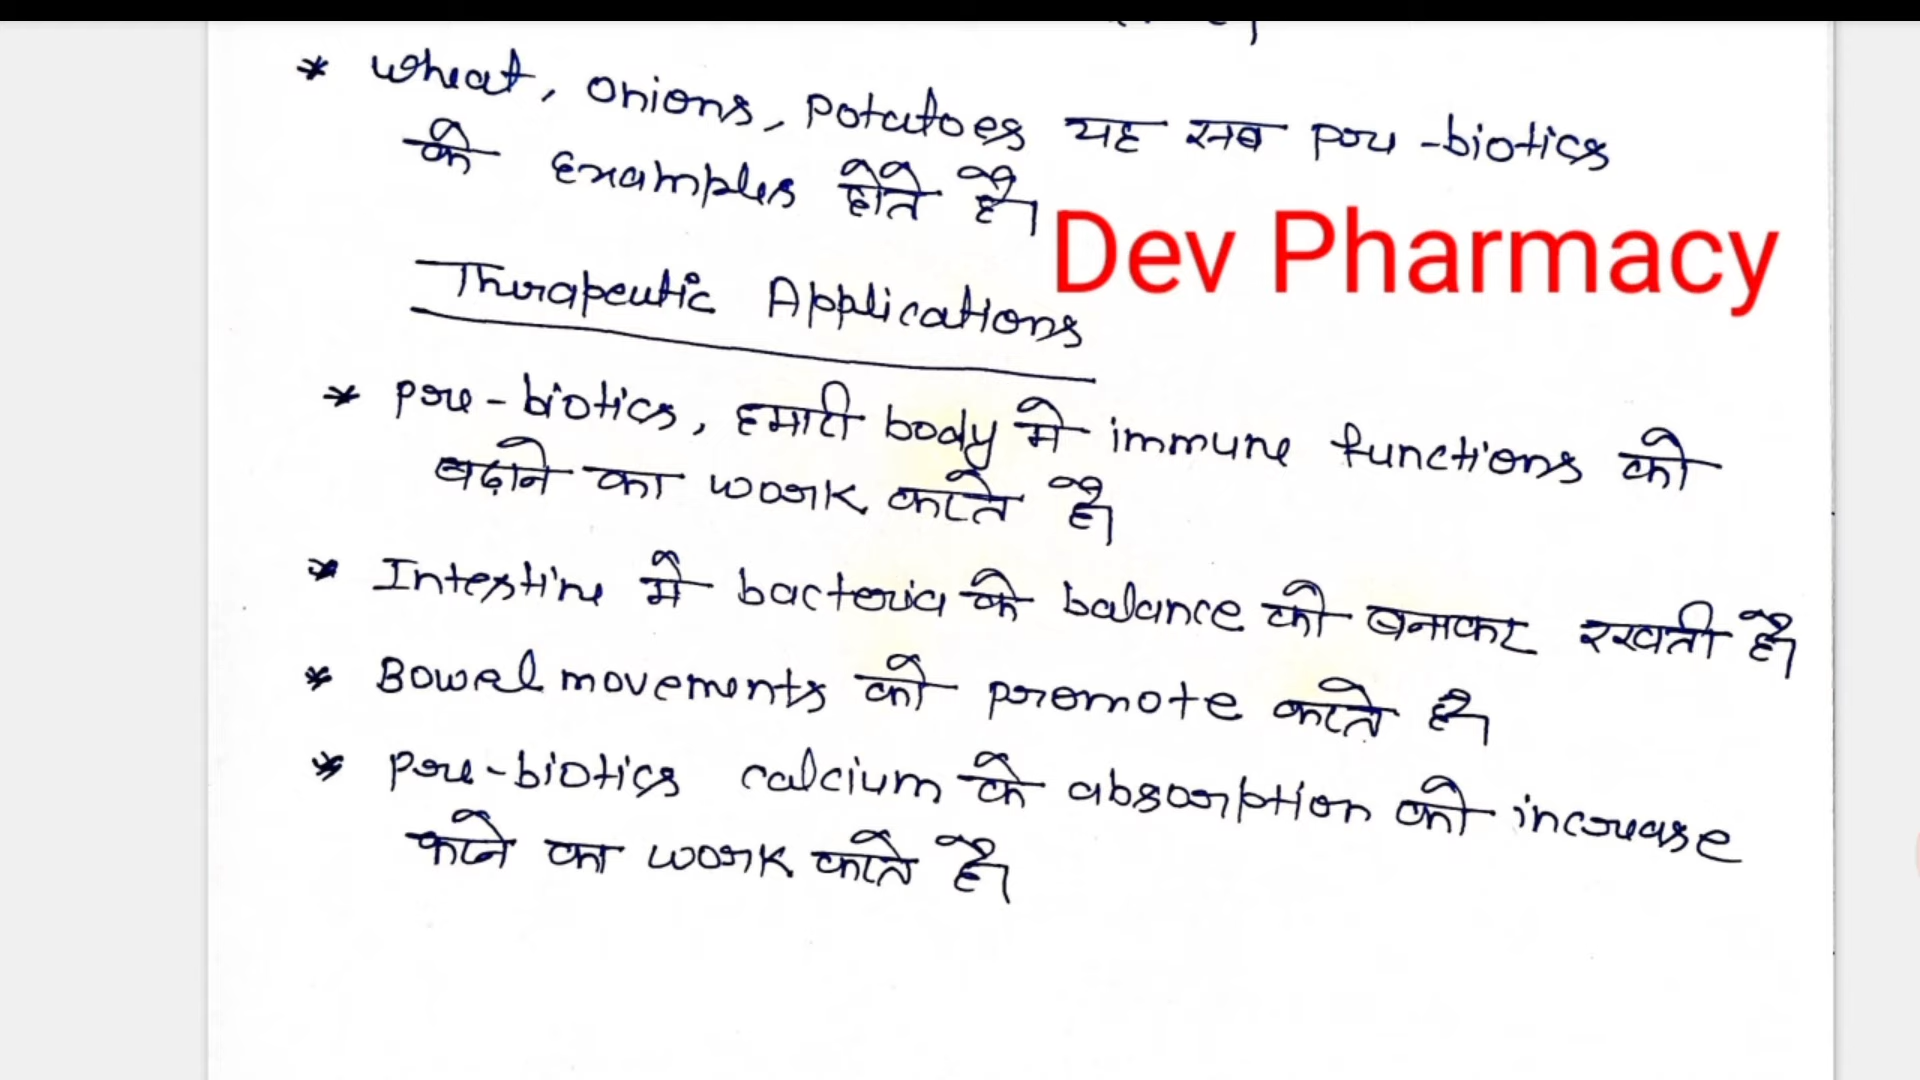 * Wheat, Onions, Potatoes यह सब pre-biotics
के examples होते है।
Dev Pharmacy
Therapeutic Applications
* Pre-biotics, हमारी body मे immune functions को
बढ़ाने का work करते है।
* Intestine मे bacteria के balance को बनाकर रखती है।
* Bowel movements को promote करते है।
* Pre-biotics calcium के absorption को increase
करने का work करते है।